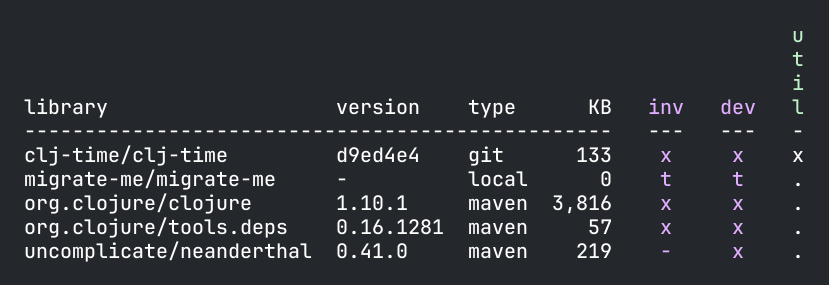 u
t
i
library version type KB inv dev l
------------------------------------------------- --- --- -
clj-time/clj-time d9ed4e4 git 133 x x x
migrate-me/migrate-me - local 0 t t .
org.clojure/clojure 1.10.1 maven 3,816 x x .
org.clojure/tools.deps 0.16.1281 maven 57 x x .
uncomplicate/neanderthal 0.41.0 maven 219 - x .